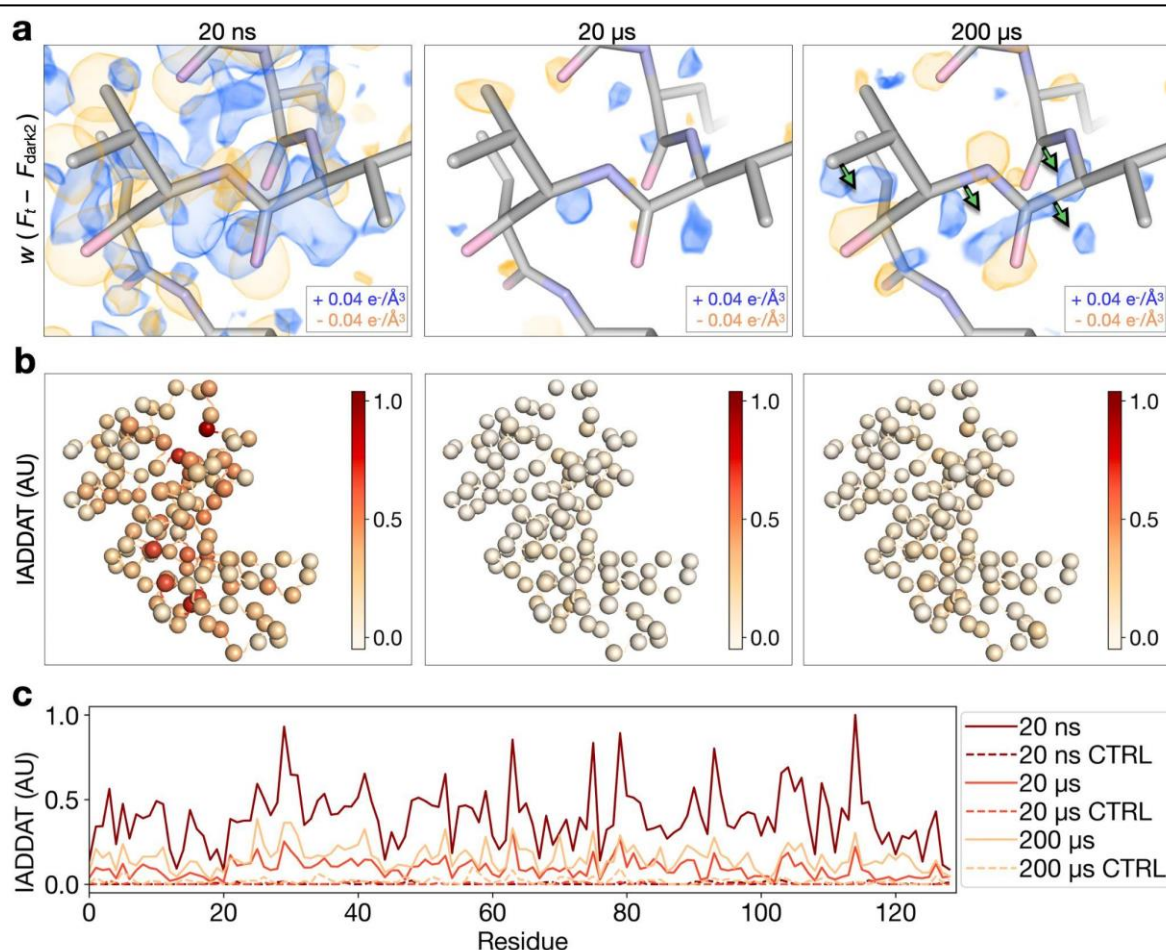 a
20 ns
20 µs
200 µs
w (Ft − Fdark2)
+ 0.04 e⁻/Å³
- 0.04 e⁻/Å³
+ 0.04 e⁻/Å³
- 0.04 e⁻/Å³
+ 0.04 e⁻/Å³
- 0.04 e⁻/Å³
b
IADDAT (AU)
1.0
0.5
0.0
1.0
0.5
0.0
1.0
0.5
0.0
c
IADDAT (AU)
1.0
0.5
0.0
0
20
40
60
80
100
120
Residue
20 ns
20 ns CTRL
20 µs
20 µs CTRL
200 µs
200 µs CTRL